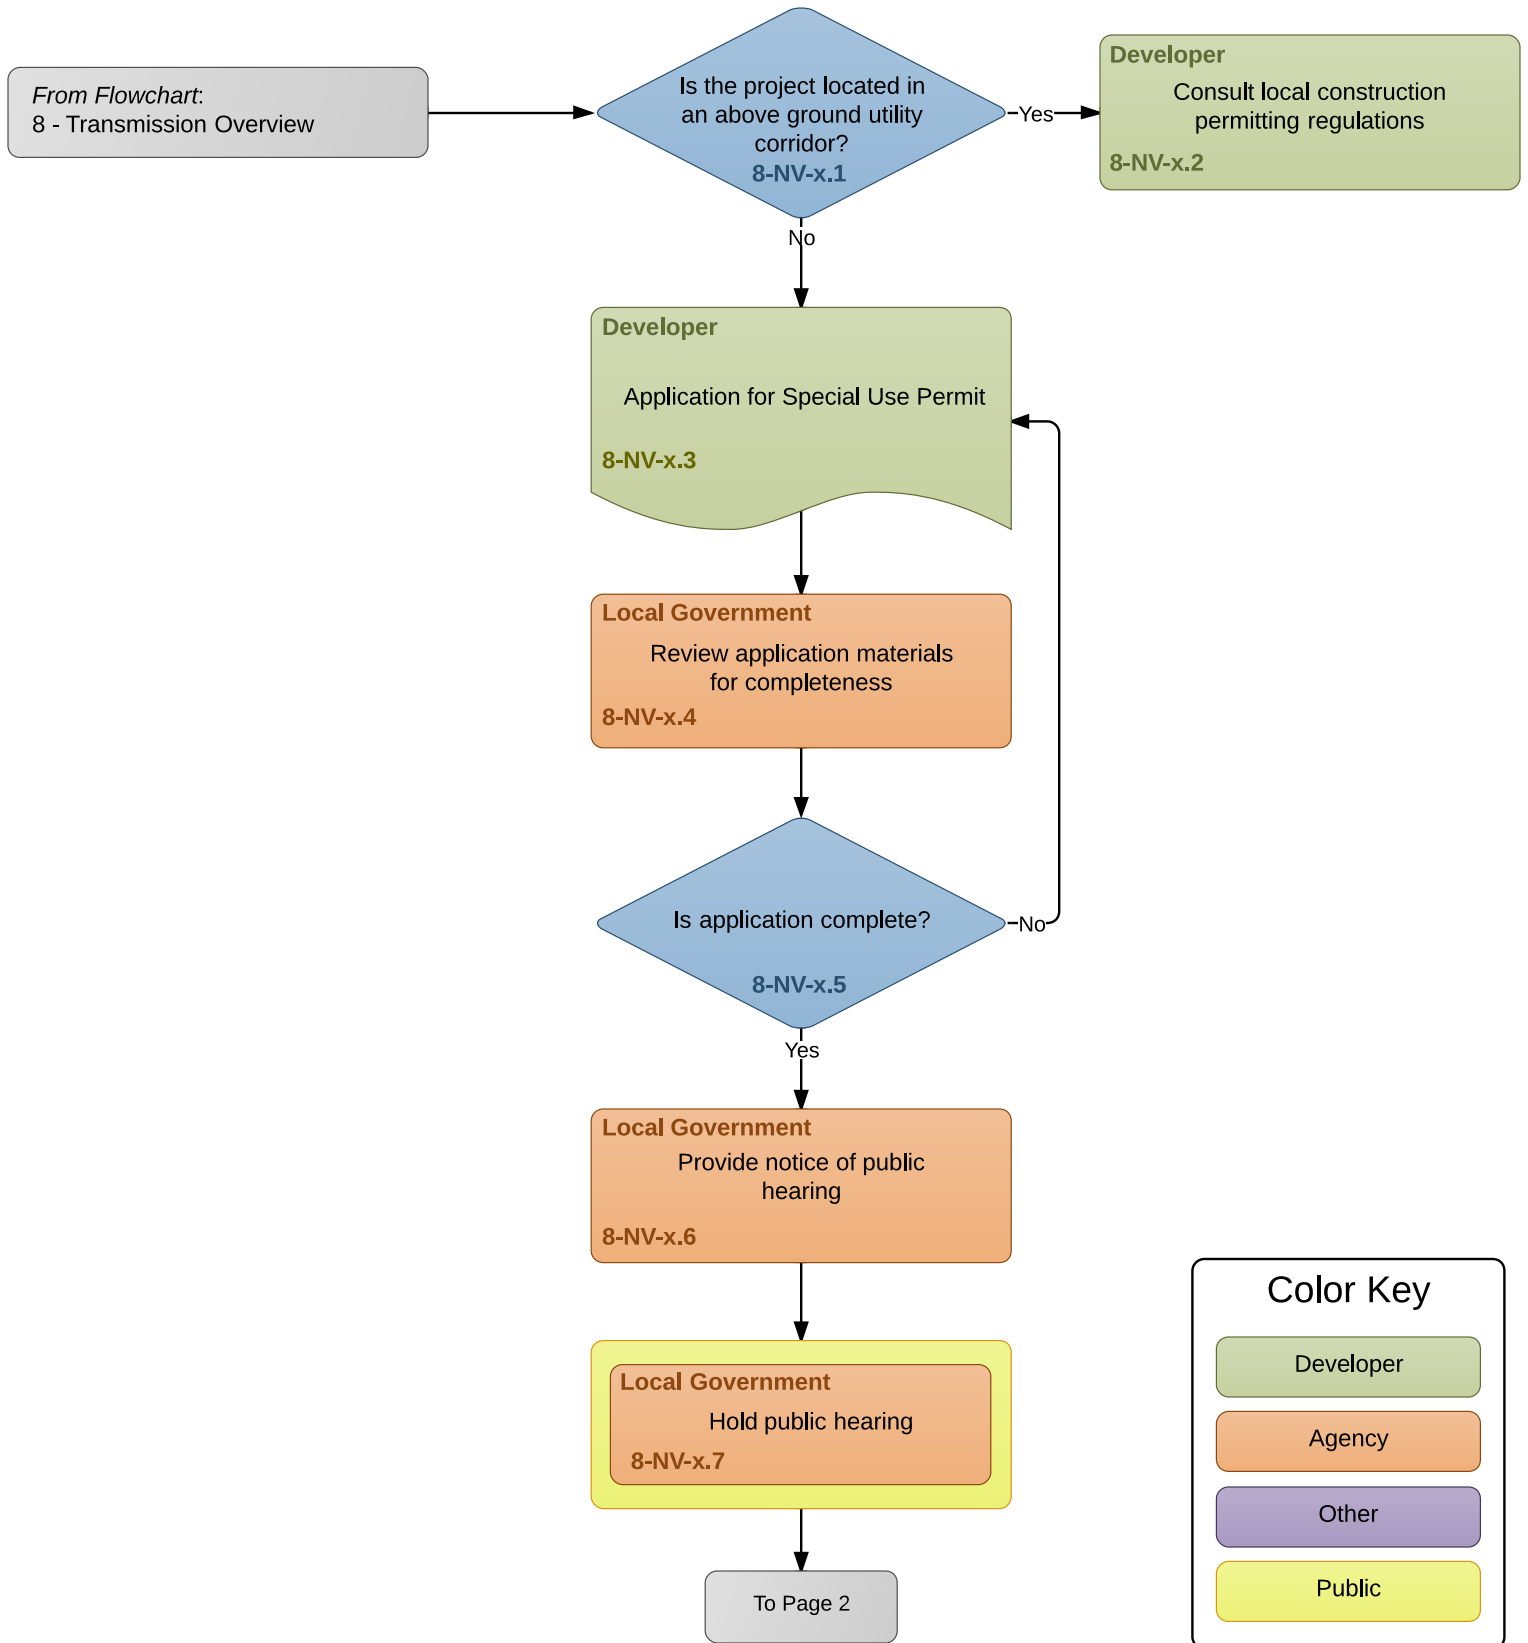 From Flowchart:
8 - Transmission Overview
Is the project located in
an above ground utility
corridor?
8-NV-x.1
Yes
Developer
Consult local construction
permitting regulations
8-NV-x.2
No
Developer
Application for Special Use Permit
8-NV-x.3
Local Government
Review application materials
for completeness
8-NV-x.4
Is application complete?
8-NV-x.5
No
Yes
Local Government
Provide notice of public
hearing
8-NV-x.6
Local Government
Hold public hearing
8-NV-x.7
To Page 2
Color Key
Developer
Agency
Other
Public